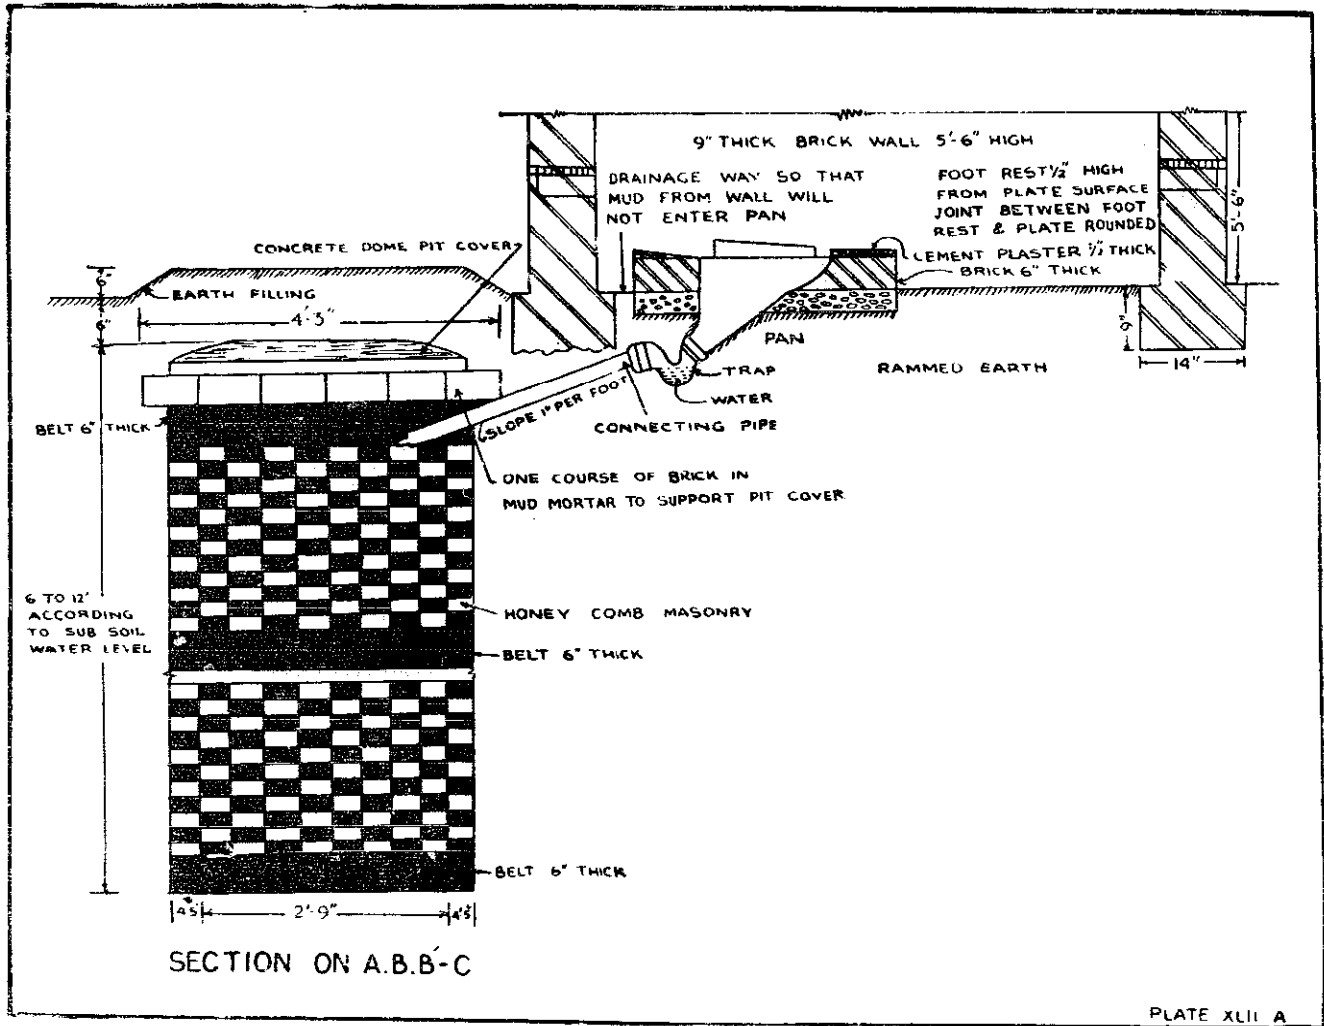 9" THICK BRICK WALL 5'-6" HIGH
DRAINAGE WAY SO THAT
MUD FROM WALL WILL
NOT ENTER PAN
FOOT REST ½" HIGH
FROM PLATE SURFACE
JOINT BETWEEN FOOT
REST & PLATE ROUNDED
CEMENT PLASTER ½" THICK
BRICK 6" THICK
5'-6"
CONCRETE DOME PIT COVER
6"
EARTH FILLING
4'-3"
6"
9"
14"
PAN
RAMMED EARTH
TRAP
WATER
SLOPE 1" PER FOOT
CONNECTING PIPE
BELT 6" THICK
ONE COURSE OF BRICK IN
MUD MORTAR TO SUPPORT PIT COVER
6 TO 12'
ACCORDING
TO SUB SOIL
WATER LEVEL
HONEY COMB MASONRY
BELT 6" THICK
BELT 6" THICK
2'-9"
SECTION ON A.B.B'-C
PLATE XLII A